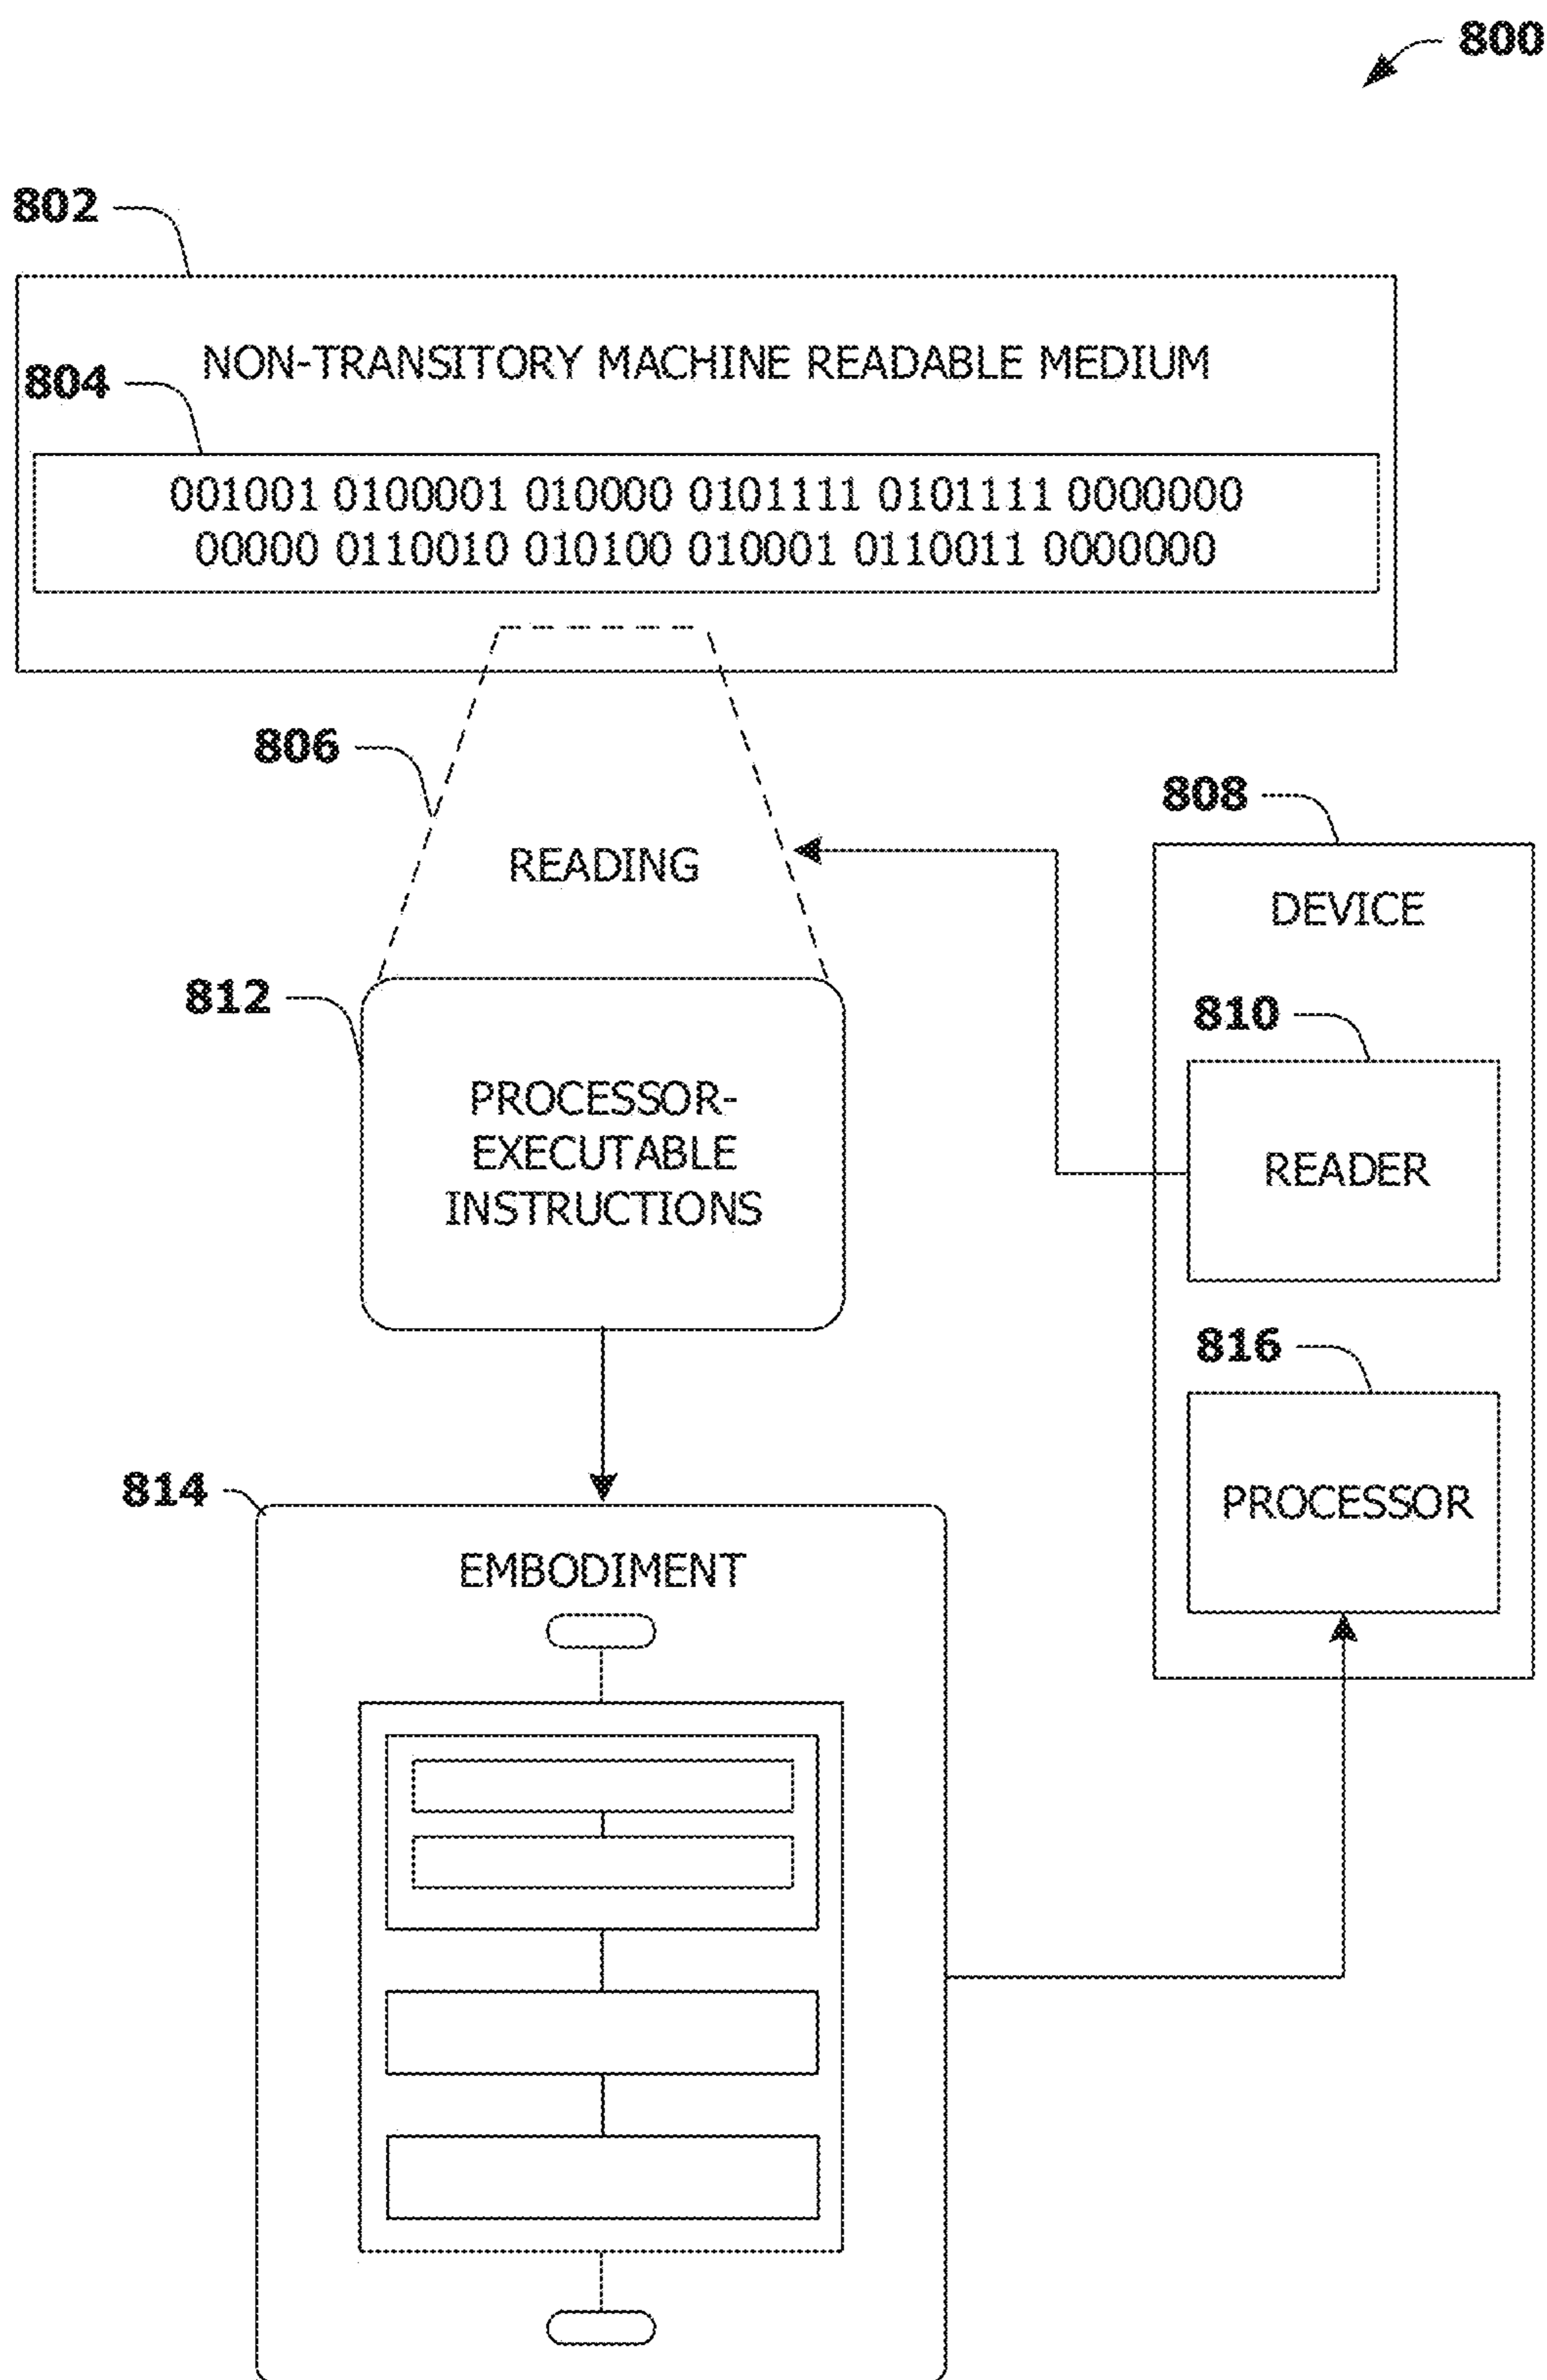 800
802
NON-TRANSITORY MACHINE READABLE MEDIUM
804
001001 0100001 010000 0101111 0101111 0000000
00000 0110010 010100 010001 0110011 0000000
806
READING
808
DEVICE
812
PROCESSOR-
EXECUTABLE
INSTRUCTIONS
810
READER
816
PROCESSOR
814
EMBODIMENT